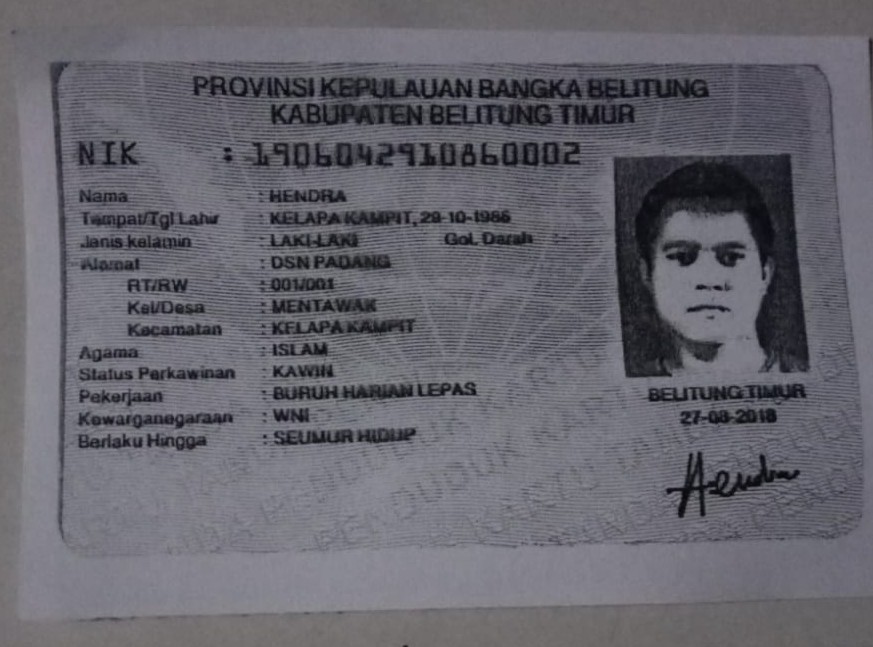 PROVINSI KEPULAUAN BANGKA BELITUNG
KABUPATEN BELITUNG TIMUR
NIK : 1906042910860002
Nama : HENDRA
Tempat/Tgl Lahir : KELAPA KAMPIT, 29-10-1986
Jenis kelamin : LAKI-LAKI Gol. Darah : -
Alamat : DSN PADANG
RT/RW : 001/001
Kel/Desa : MENTAWAK
Kecamatan : KELAPA KAMPIT
Agama : ISLAM
Status Perkawinan : KAWIN
Pekerjaan : BURUH HARIAN LEPAS
Kewarganegaraan : WNI
Berlaku Hingga : SEUMUR HIDUP
BELITUNG TIMUR
27-08-2018
Hendra